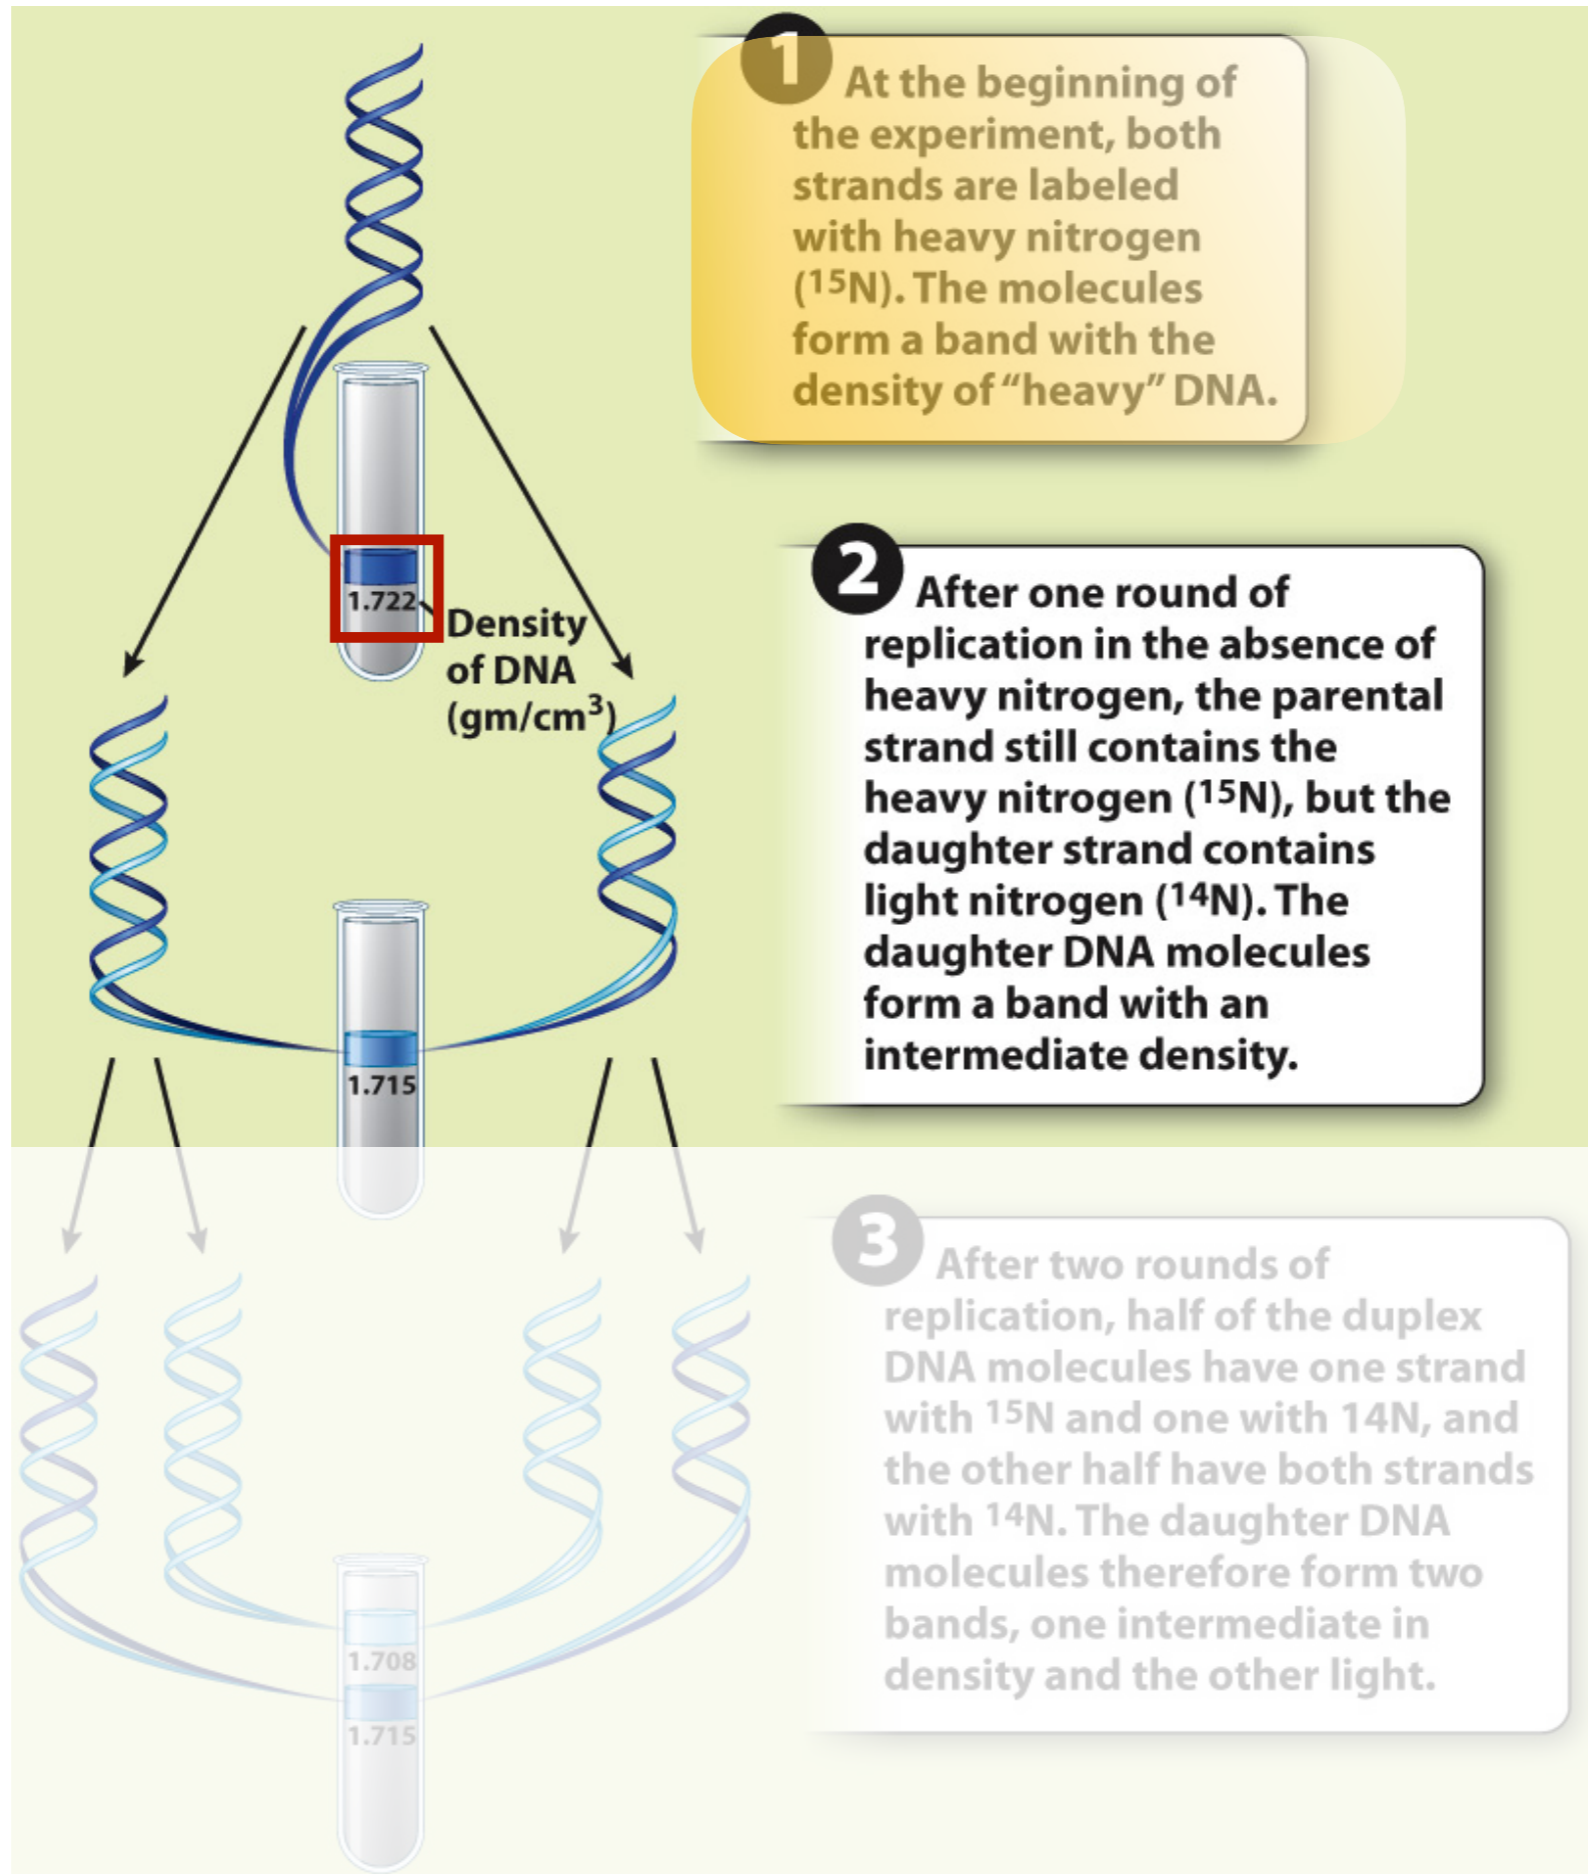 1
At the beginning of
the experiment, both
strands are labeled
with heavy nitrogen
(¹⁵N). The molecules
form a band with the
density of “heavy” DNA.
1.722
Density
of DNA
(gm/cm³)
2
After one round of
replication in the absence of
heavy nitrogen, the parental
strand still contains the
heavy nitrogen (¹⁵N), but the
daughter strand contains
light nitrogen (¹⁴N). The
daughter DNA molecules
form a band with an
intermediate density.
1.715
3
After two rounds of
replication, half of the duplex
DNA molecules have one strand
with ¹⁵N and one with 14N, and
the other half have both strands
with ¹⁴N. The daughter DNA
molecules therefore form two
bands, one intermediate in
density and the other light.
1.708
1.715